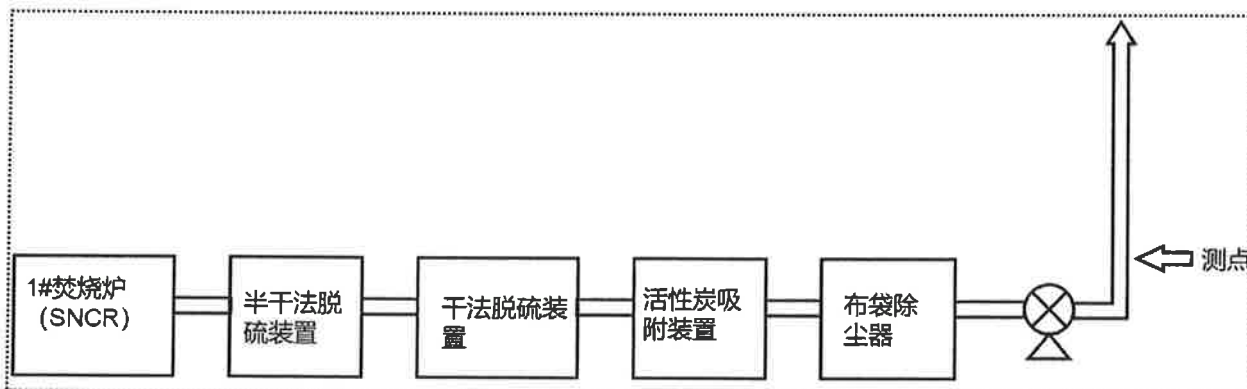 1#焚烧炉
（SNCR）
半干法脱
硫装置
干法脱硫装
置
活性炭吸
附装置
布袋除
尘器
测点